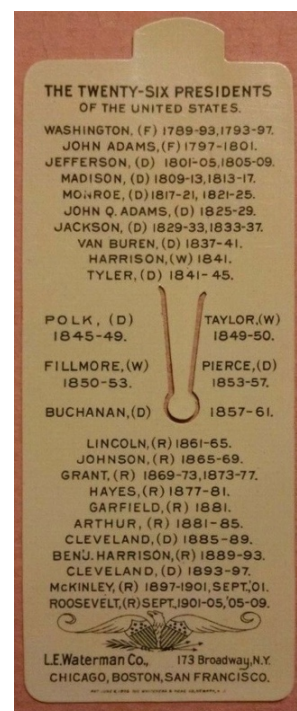 THE TWENTY-SIX PRESIDENTS
OF THE UNITED STATES.
WASHINGTON, (F) 1789-93,1793-97.
JOHN ADAMS,(F) 1797-1801.
JEFFERSON, (D) 1801-05,1805-09.
MADISON, (D) 1809-13,1813-17.
MONROE, (D) 1817-21, 1821-25.
JOHN Q. ADAMS, (D) 1825-29.
JACKSON, (D) 1829-33,1833-37.
VAN BUREN, (D) 1837-41.
HARRISON,(W) 1841.
TYLER, (D) 1841-45.
POLK, (D) TAYLOR,(W)
1845-49. 1849-50.
FILLMORE,(W) PIERCE,(D)
1850-53. 1853-57.
BUCHANAN,(D) 1857-61.
LINCOLN,(R) 1861-65.
JOHNSON, (R) 1865-69.
GRANT, (R) 1869-73,1873-77.
HAYES, (R) 1877-81.
GARFIELD, (R) 1881.
ARTHUR, (R) 1881-85.
CLEVELAND,(D) 1885-89.
BENJ. HARRISON,(R) 1889-93.
CLEVELAND, (D) 1893-97.
McKINLEY, (R) 1897-1901, SEPT.,'01.
ROOSEVELT,(R) SEPT.,1901-05,'05-09.
L.E.Waterman Co., 173 Broadway,N.Y.
CHICAGO, BOSTON, SAN FRANCISCO.